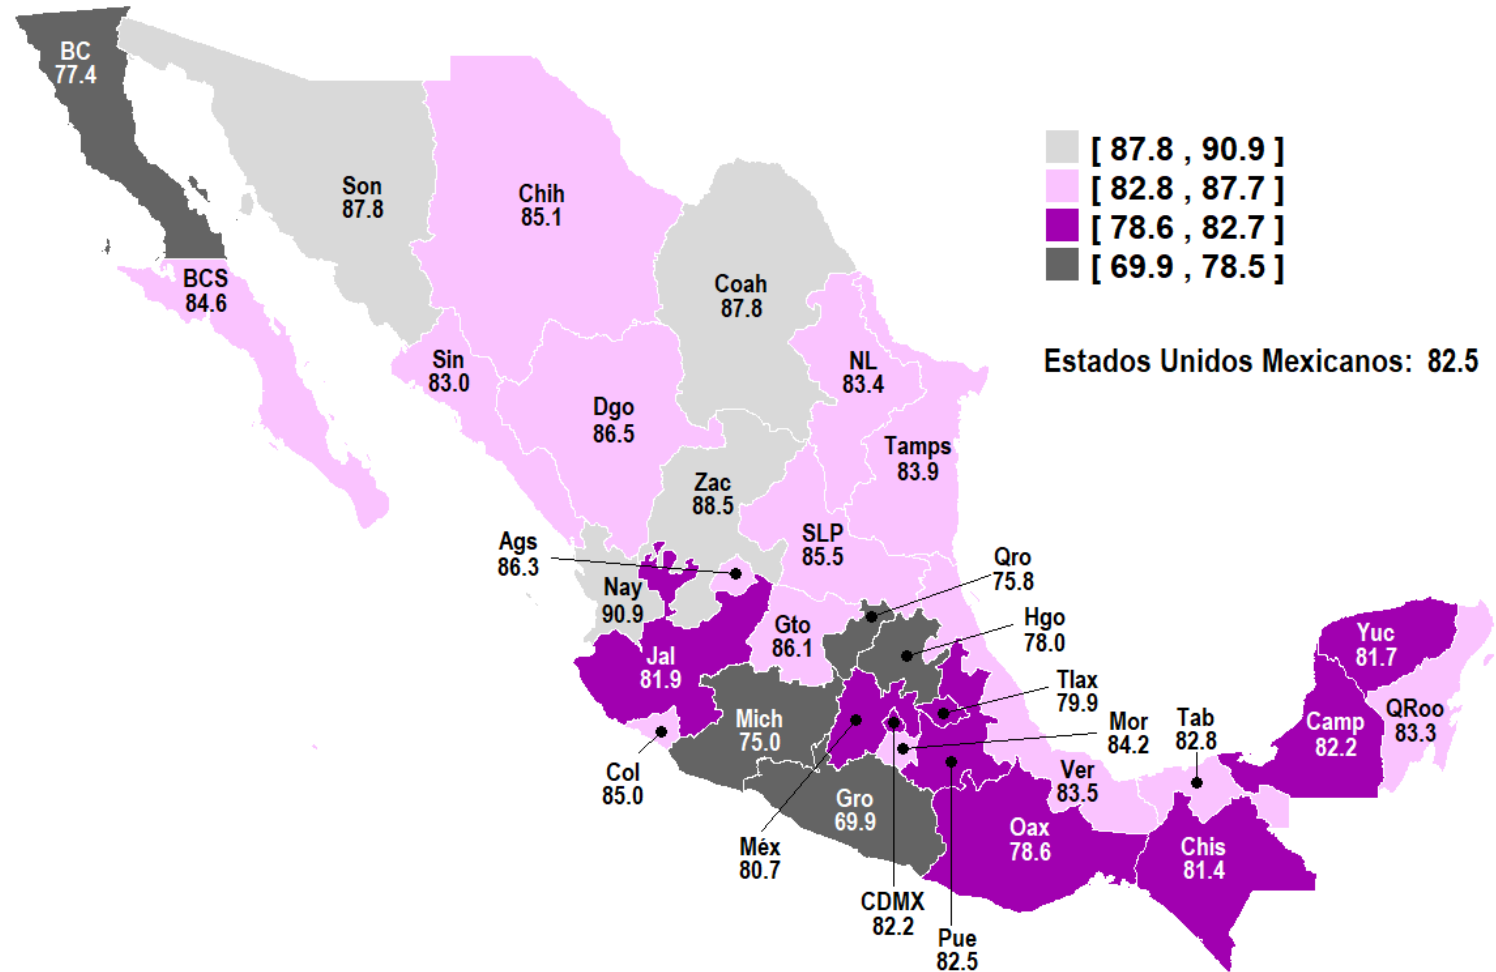 BC
77.4
Son
87.8
Chih
85.1
[ 87.8 , 90.9 ]
[ 82.8 , 87.7 ]
[ 78.6 , 82.7 ]
[ 69.9 , 78.5 ]
BCS
84.6
Coah
87.8
Estados Unidos Mexicanos: 82.5
Sin
83.0
NL
83.4
Dgo
86.5
Tamps
83.9
Zac
88.5
SLP
85.5
Ags
86.3
Qro
75.8
Nay
90.9
Gto
86.1
Hgo
78.0
Yuc
81.7
Jal
81.9
Tlax
79.9
QRoo
83.3
Mich
75.0
Mor
84.2
Tab
82.8
Camp
82.2
Col
85.0
Ver
83.5
Gro
69.9
Oax
78.6
Chis
81.4
Méx
80.7
CDMX
82.2
Pue
82.5